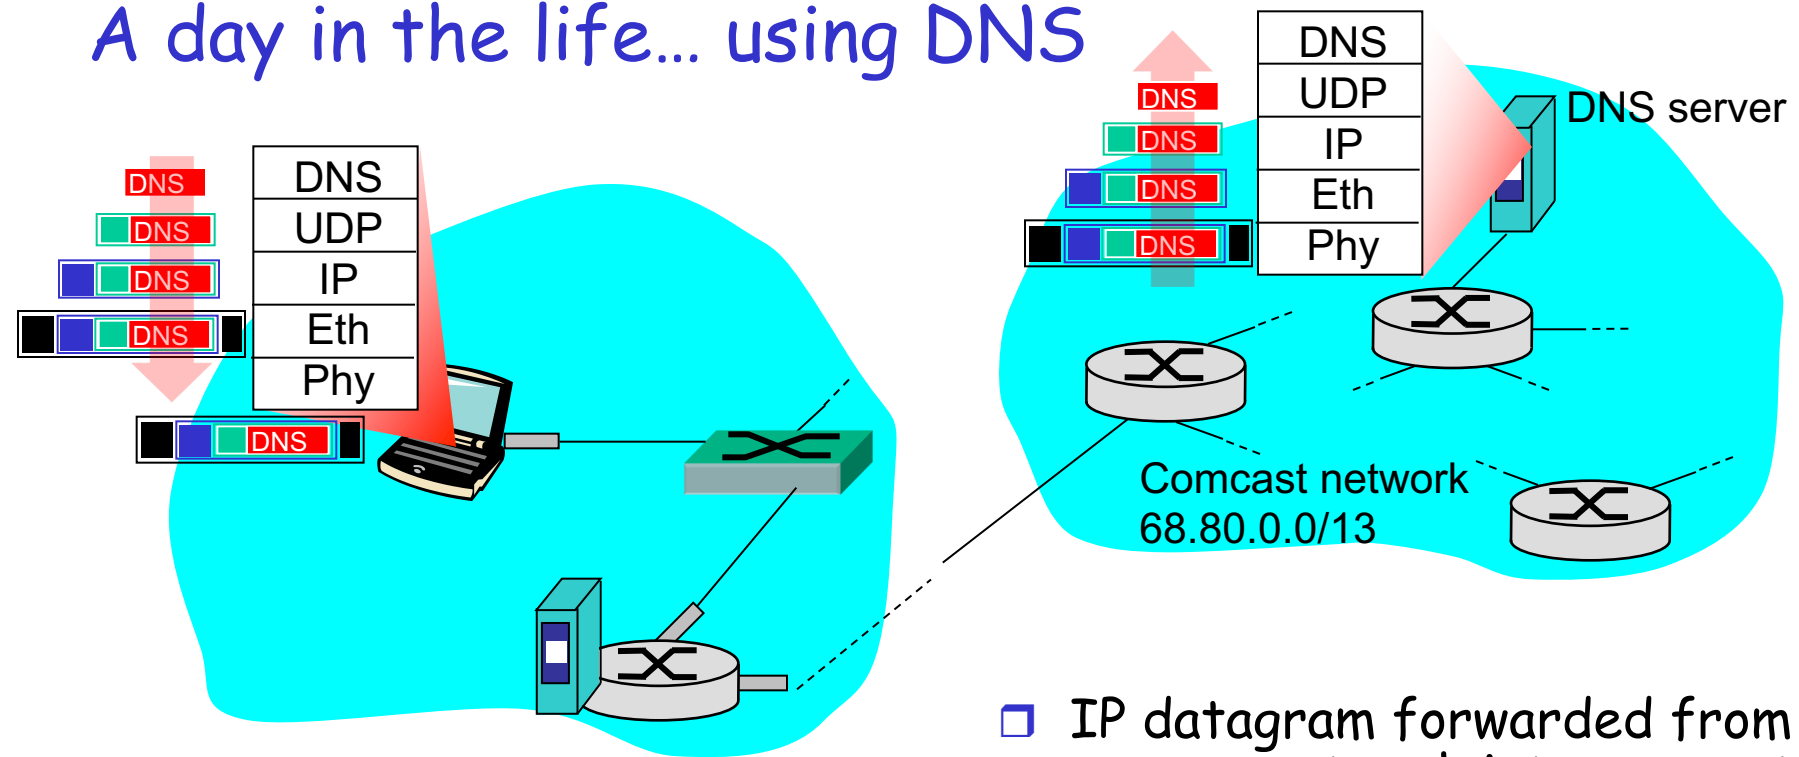 A day in the life… using DNS
DNS
DNS
DNS
DNS
DNS
DNS
UDP
IP
Eth
Phy
DNS
DNS
DNS
DNS
DNS
UDP
IP
Eth
Phy
DNS server
Comcast network
68.80.0.0/13
IP datagram forwarded from